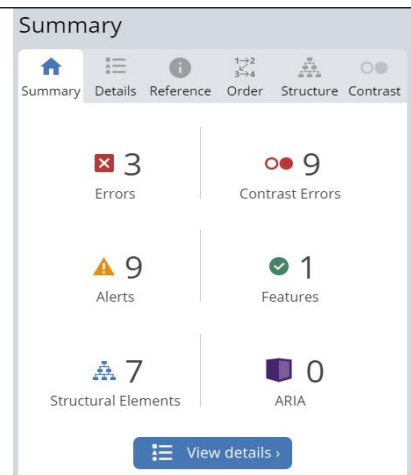 Summary
1→2
3→4
Summary Details Reference Order Structure Contrast
3 9
Errors Contrast Errors
9 1
Alerts Features
7 0
Structural Elements ARIA
View details ›